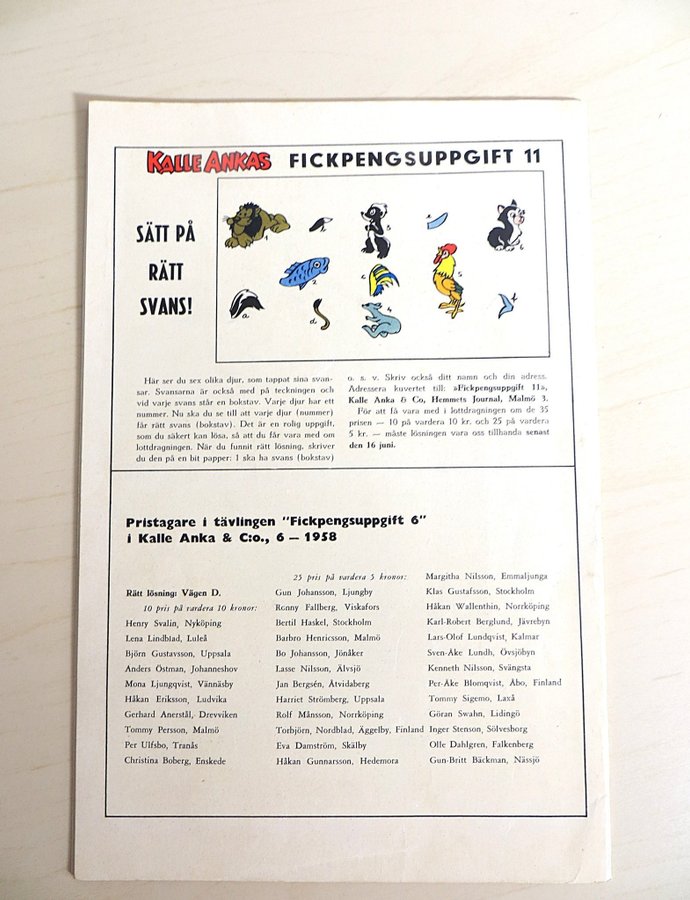 KALLE ANKAS FICKPENGSUPPGIFT 11
SÄTT PÅ
RÄTT
SVANS!
1
5
6
2
c
3
a
d
4
Här ser du sex olika djur, som tappat sina svan-
sar. Svansarna är också med på teckningen och
vid varje svans står en bokstav. Varje djur har ett
nummer. Nu ska du se till att varje djur (nummer)
får rätt svans (bokstav). Det är en rolig uppgift,
som du säkert kan lösa, så att du får vara med om
lottdragningen. När du funnit rätt lösning, skriver
du den på en bit papper: 1 ska ha svans (bokstav)
o. s. v. Skriv också ditt namn och din adress.
Adressera kuvertet till: »Fickpengsuppgift 11»,
Kalle Anka & Co, Hemmets Journal, Malmö 3.
För att få vara med i lottdragningen om de 35
prisen — 10 på vardera 10 kr. och 25 på vardera
5 kr. — måste lösningen vara oss tillhanda senast
den 16 juni.
Pristagare i tävlingen "Fickpengsuppgift 6"
i Kalle Anka & C:o., 6 — 1958
Rätt lösning: Vägen D.
10 pris på vardera 10 kronor:
Henry Svalin, Nyköping
Lena Lindblad, Luleå
Björn Gustavsson, Uppsala
Anders Östman, Johanneshov
Mona Ljungqvist, Vännäsby
Håkan Eriksson, Ludvika
Gerhard Anerstål, Drevviken
Tommy Persson, Malmö
Per Ulfsbo, Tranås
Christina Boberg, Enskede
25 pris på vardera 5 kronor:
Gun Johansson, Ljungby
Ronny Fallberg, Viskafors
Bertil Haskel, Stockholm
Barbro Henricsson, Malmö
Bo Johansson, Jönåker
Lasse Nilsson, Älvsjö
Jan Bergsén, Åtvidaberg
Harriet Strömberg, Uppsala
Rolf Månsson, Norrköping
Torbjörn, Nordblad, Äggelby, Finland
Eva Damström, Skälby
Håkan Gunnarsson, Hedemora
Margitha Nilsson, Emmaljunga
Klas Gustafsson, Stockholm
Håkan Wallenthin, Norrköping
Karl-Robert Berglund, Jävrebyn
Lars-Olof Lundqvist, Kalmar
Sven-Åke Lundh, Övsjöbyn
Kenneth Nilsson, Svängsta
Per-Åke Blomqvist, Åbo, Finland
Tommy Sigemo, Laxå
Göran Swahn, Lidingö
Inger Stenson, Sölvesborg
Olle Dahlgren, Falkenberg
Gun-Britt Bäckman, Nässjö